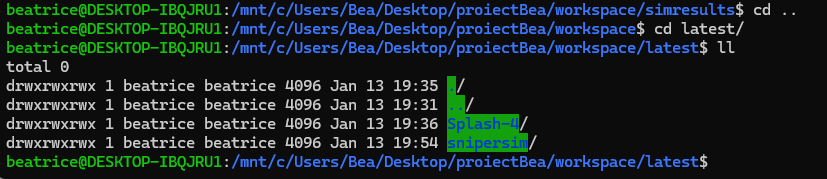 beatrice@DESKTOP-IBQJRU1:/mnt/c/Users/Bea/Desktop/proiectBea/workspace/simresults$ cd ..
beatrice@DESKTOP-IBQJRU1:/mnt/c/Users/Bea/Desktop/proiectBea/workspace$ cd latest/
beatrice@DESKTOP-IBQJRU1:/mnt/c/Users/Bea/Desktop/proiectBea/workspace/latest$ ll
total 0
drwxrwxrwx 1 beatrice beatrice 4096 Jan 13 19:35 ./
drwxrwxrwx 1 beatrice beatrice 4096 Jan 13 19:31 ../
drwxrwxrwx 1 beatrice beatrice 4096 Jan 13 19:36 Splash-4/
drwxrwxrwx 1 beatrice beatrice 4096 Jan 13 19:54 snipersim/
beatrice@DESKTOP-IBQJRU1:/mnt/c/Users/Bea/Desktop/proiectBea/workspace/latest$